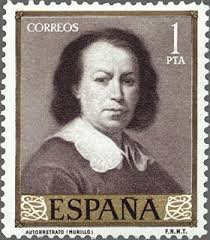 CORREOS
1
PTA
ESPAÑA
AUTORRETRATO (MURILLO)
F.N.M.T.